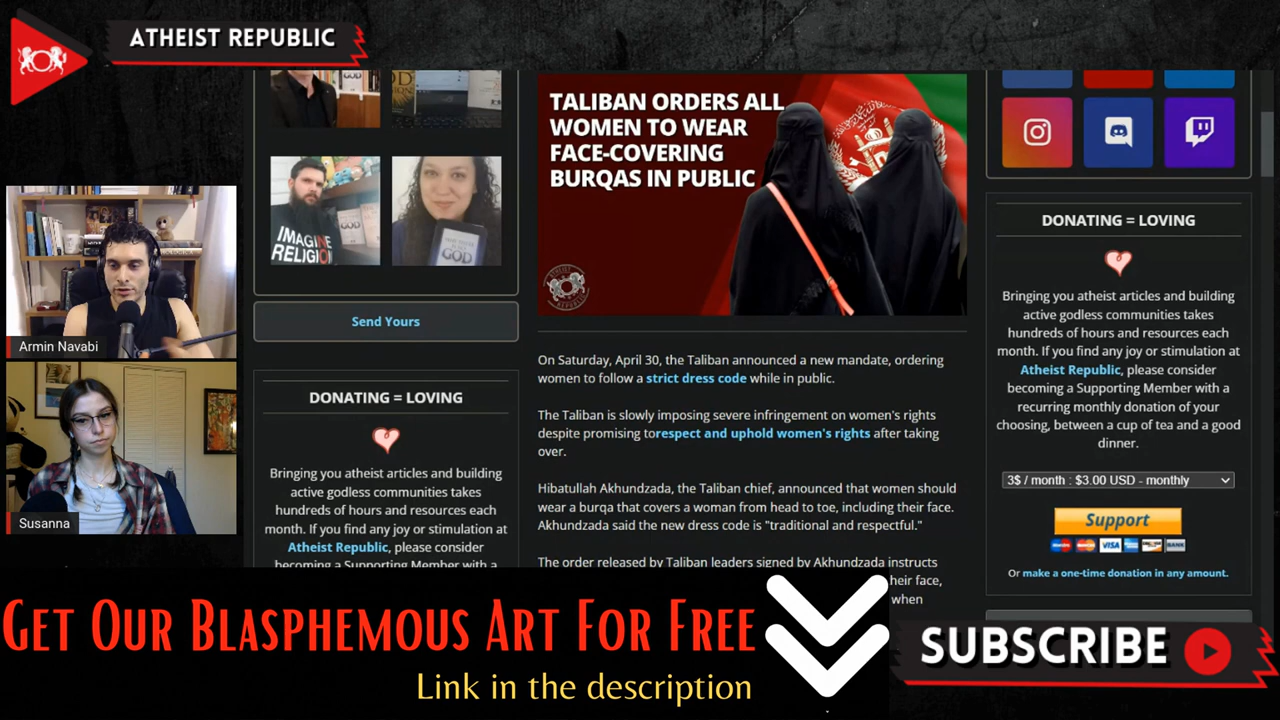 ATHEIST REPUBLIC
Armin Navabi
Susanna
IMAGINE
RELIGION
GOD
Send Yours
DONATING = LOVING
Bringing you atheist articles and building
active godless communities takes
hundreds of hours and resources each
month. If you find any joy or stimulation at
Atheist Republic, please consider
becoming a Supporting Member with a
TALIBAN ORDERS ALL
WOMEN TO WEAR
FACE-COVERING
BURQAS IN PUBLIC
On Saturday, April 30, the Taliban announced a new mandate, ordering
women to follow a strict dress code while in public.
The Taliban is slowly imposing severe infringement on women's rights
despite promising torespect and uphold women's rights after taking
over.
Hibatullah Akhundzada, the Taliban chief, announced that women should
wear a burqa that covers a woman from head to toe, including their face.
Akhundzada said the new dress code is "traditional and respectful."
The order released by Taliban leaders signed by Akhundzada instructs
heir face,
when
DONATING = LOVING
Bringing you atheist articles and building
active godless communities takes
hundreds of hours and resources each
month. If you find any joy or stimulation at
Atheist Republic, please consider
becoming a Supporting Member with a
recurring monthly donation of your
choosing, between a cup of tea and a good
dinner.
3$ / month : $3.00 USD - monthly
Support
VISA
BANK
Or make a one-time donation in any amount.
GET OUR BLASPHEMOUS ART FOR FREE
Link in the description
SUBSCRIBE